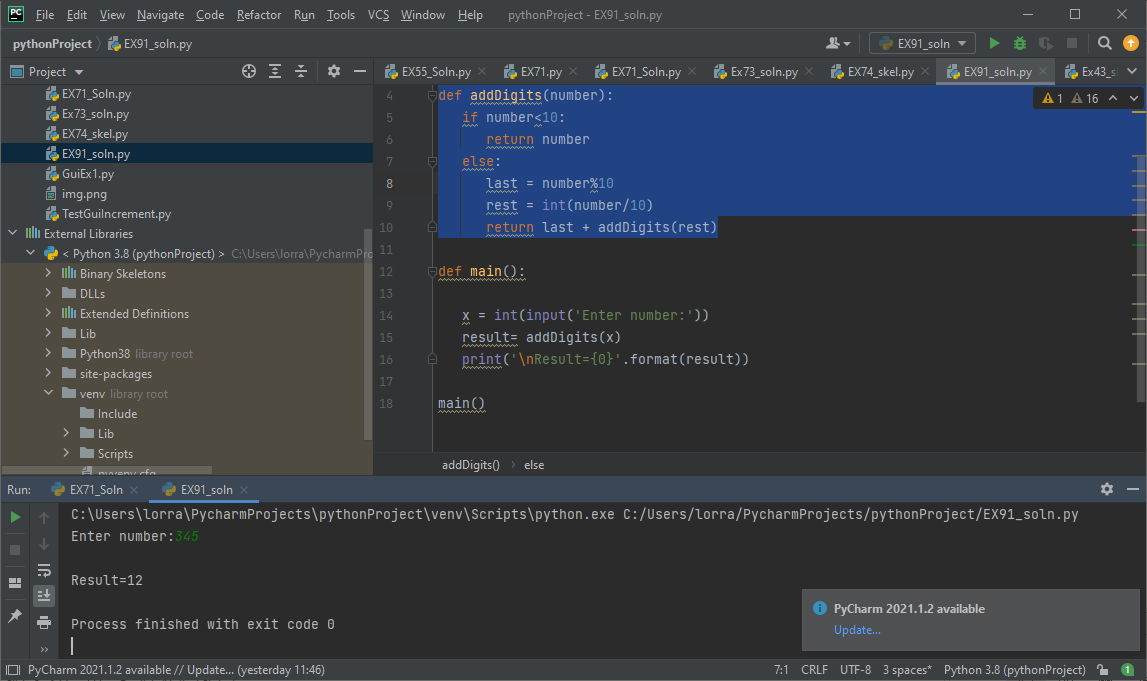 PC File Edit View Navigate Code Refactor Run Tools VCS Window Help pythonProject - EX91_soln.py
pythonProject EX91_soln.py EX91_soln
Project
EX55_Soln.py EX71.py EX71_Soln.py Ex73_soln.py EX74_skel.py EX91_soln.py Ex43_s
EX71_Soln.py
Ex73_soln.py
EX74_skel.py
EX91_soln.py
GuiEx1.py
img.png
TestGuiIncrement.py
External Libraries
< Python 3.8 (pythonProject) > C:\Users\lorra\PycharmPro
Binary Skeletons
DLLs
Extended Definitions
Lib
Python38 library root
site-packages
venv library root
Include
Lib
Scripts
pyvenv.cfg
1 16
4 def addDigits(number):
5 if number<10:
6 return number
7 else:
8 last = number%10
9 rest = int(number/10)
10 return last + addDigits(rest)
11
12 def main():
13
14 x = int(input('Enter number:'))
15 result= addDigits(x)
16 print('\nResult={0}'.format(result))
17
18 main()
addDigits() else
Run: EX71_Soln EX91_soln
C:\Users\lorra\PycharmProjects\pythonProject\venv\Scripts\python.exe C:/Users/lorra/PycharmProjects/pythonProject/EX91_soln.py
Enter number:345
Result=12
Process finished with exit code 0
PyCharm 2021.1.2 available
Update...
PyCharm 2021.1.2 available // Update... (yesterday 11:46) 7:1 CRLF UTF-8 3 spaces* Python 3.8 (pythonProject) 1